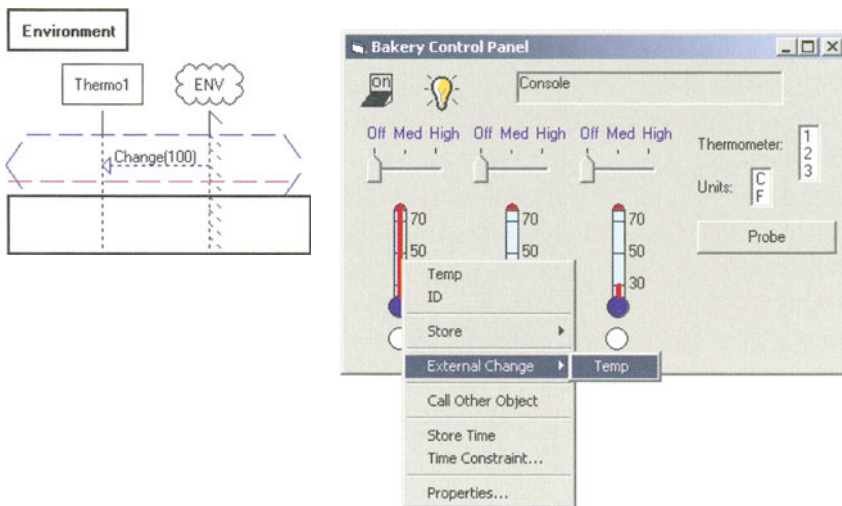 Environment
Thermo1
ENV
Change(100)
Bakery Control Panel
on
Console
Off Med High Off Med High Off Med High
Thermometer:
1
2
3
Units:
C
F
Probe
70
50
70
50
70
50
30
Temp
ID
Store
External Change
Temp
Call Other Object
Store Time
Time Constraint...
Properties...